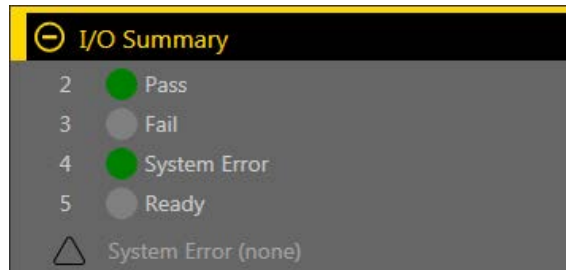 I/O Summary
2 Pass
3 Fail
4 System Error
5 Ready
System Error (none)